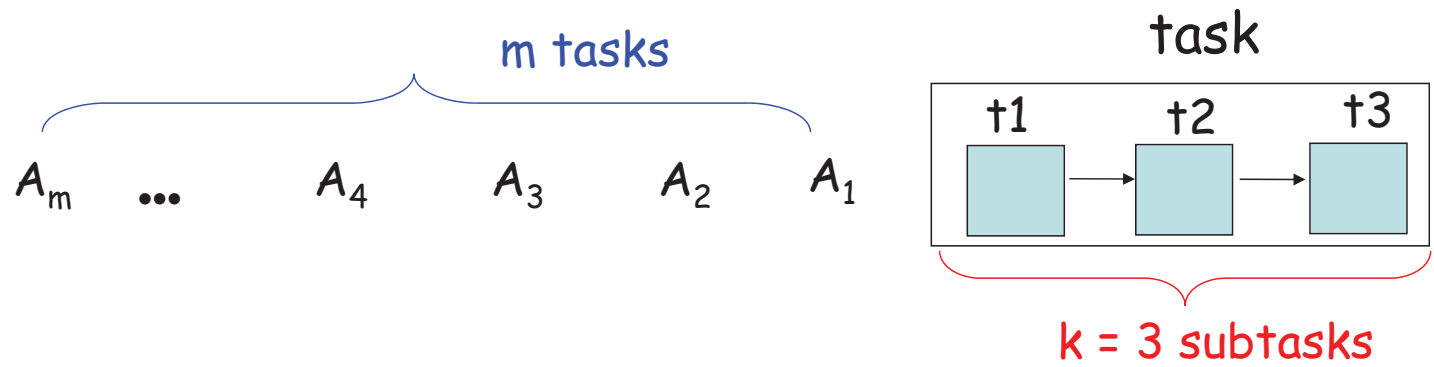 m tasks
task
t1 t2 t3
Aₘ ... A₄ A₃ A₂ A₁
k = 3 subtasks